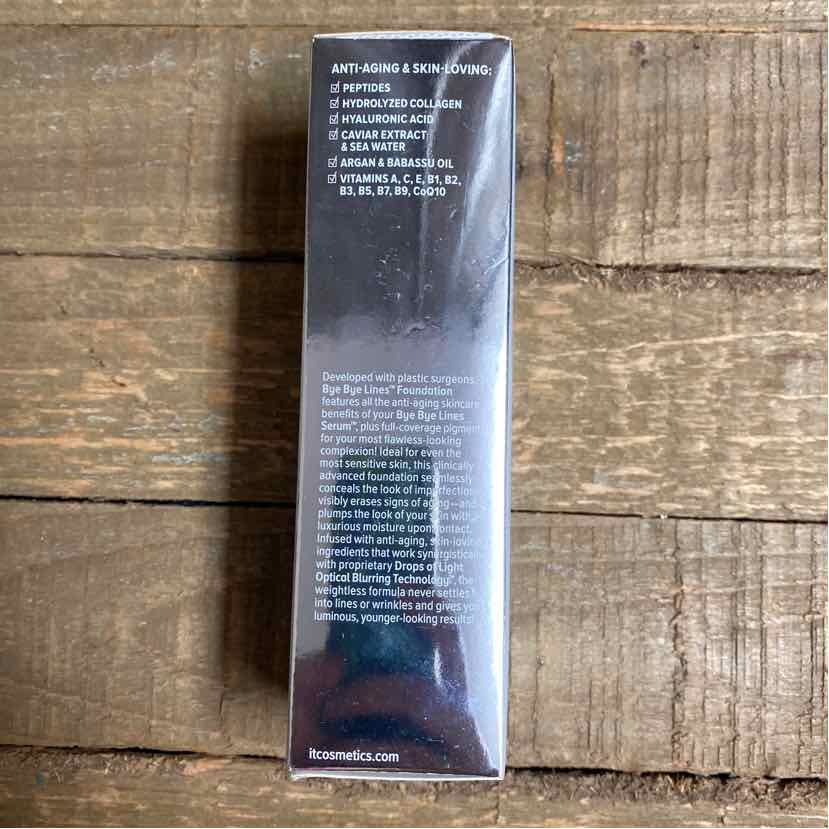 ANTI-AGING & SKIN-LOVING:
☑ PEPTIDES
☑ HYDROLYZED COLLAGEN
☑ HYALURONIC ACID
☑ CAVIAR EXTRACT
& SEA WATER
☑ ARGAN & BABASSU OIL
☑ VITAMINS A, C, E, B1, B2,
B3, B5, B7, B9, CoQ10
Developed with plastic surgeons,
Bye Bye Lines™ Foundation
features all the anti-aging skincare
benefits of your Bye Bye Lines
Serum™, plus full-coverage pigment
for your most flawless-looking
complexion! Ideal for even the
most sensitive skin, this clinically
advanced foundation seamlessly
conceals the look of imperfections,
visibly erases signs of aging—and
plumps the look of your skin with
luxurious moisture upon contact.
Infused with anti-aging, skin-loving
ingredients that work synergistically
with proprietary Drops of Light
Optical Blurring Technology™, the
weightless formula never settles
into lines or wrinkles and gives you
luminous, younger-looking results!
itcosmetics.com